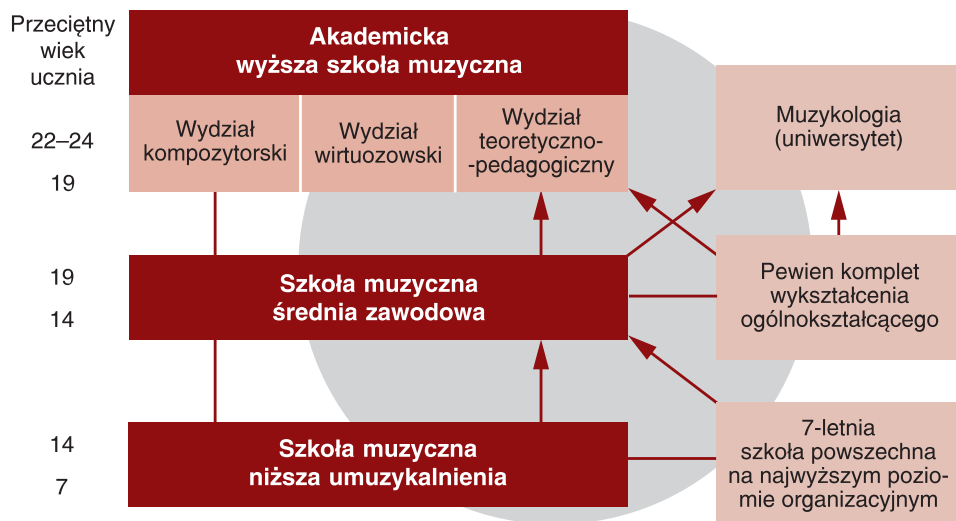 Przeciętny
wiek
ucznia
Akademicka
wyższa szkoła muzyczna
22–24
19
Wydział
kompozytorski
Wydział
wirtuozowski
Wydział
teoretyczno-
-pedagogiczny
Muzykologia
(uniwersytet)
19
14
Szkoła muzyczna
średnia zawodowa
Pewien komplet
wykształcenia
ogólnokształcącego
14
7
Szkoła muzyczna
niższa umuzykalnienia
7-letnia
szkoła powszechna
na najwyższym pozio-
mie organizacyjnym